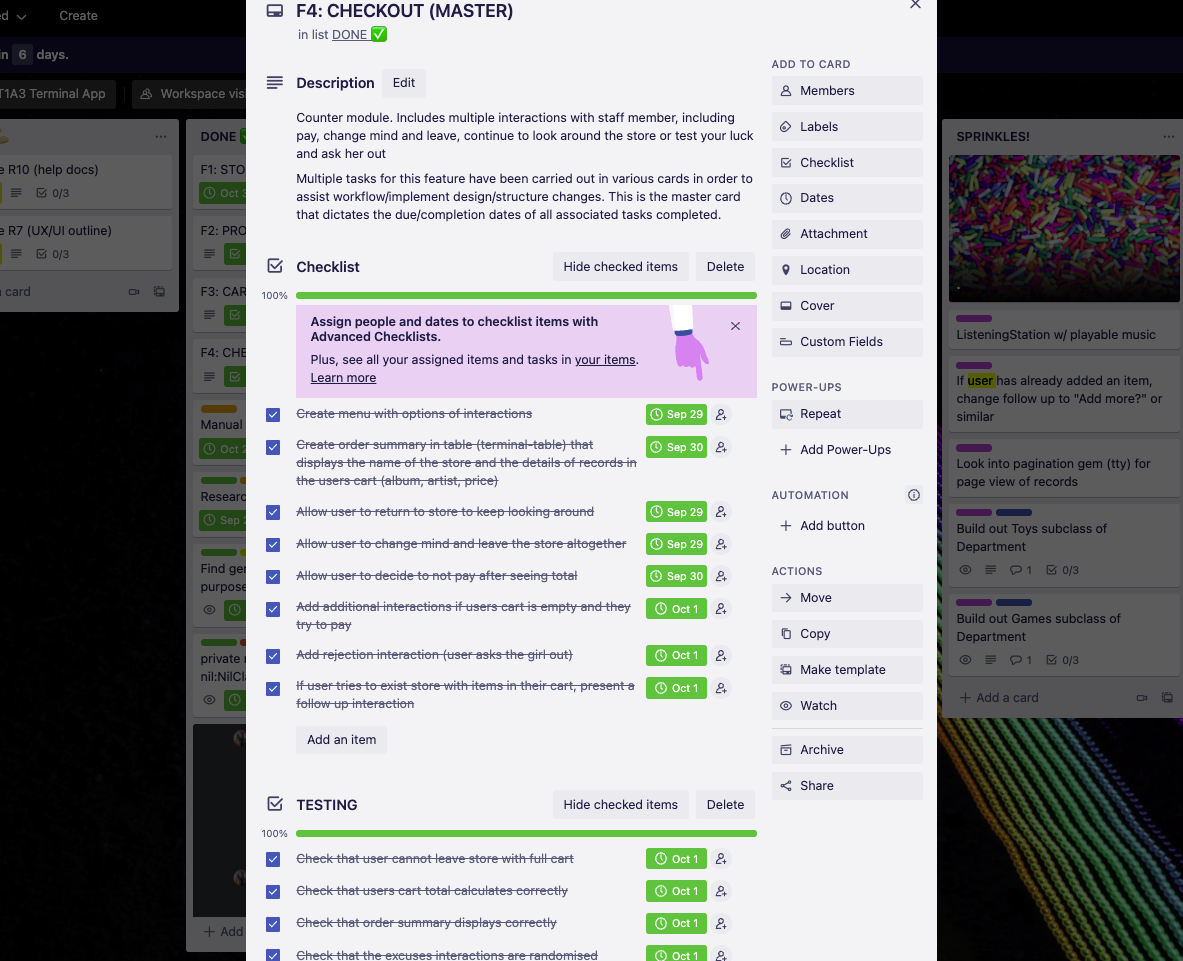 Create
F4: CHECKOUT (MASTER)
in list DONE ✅
in 6 days.
T1A3 Terminal App
Workspace vis
DONE
R10 (help docs)
0/3
R7 (UX/UI outline)
0/3
card
F1: STO
Oct
F2: PRO
F3: CAR
F4: CHE
Manual
Oct 2
Researc
Sep 2
Find ger
purpose
private
nil:NilCla
Add
Description
Edit
Counter module. Includes multiple interactions with staff member, including
pay, change mind and leave, continue to look around the store or test your luck
and ask her out
Multiple tasks for this feature have been carried out in various cards in order to
assist workflow/implement design/structure changes. This is the master card
that dictates the due/completion dates of all associated tasks completed.
Checklist
Hide checked items
Delete
100%
Assign people and dates to checklist items with
Advanced Checklists.
Plus, see all your assigned items and tasks in your items.
Learn more
Create menu with options of interactions
Sep 29
Create order summary in table (terminal-table) that
displays the name of the store and the details of records in
the users cart (album, artist, price)
Sep 30
Allow user to return to store to keep looking around
Sep 29
Allow user to change mind and leave the store altogether
Sep 29
Allow user to decide to not pay after seeing total
Sep 30
Add additional interactions if users cart is empty and they
try to pay
Oct 1
Add rejection interaction (user asks the girl out)
Oct 1
If user tries to exist store with items in their cart, present a
follow up interaction
Oct 1
Add an item
TESTING
Hide checked items
Delete
100%
Check that user cannot leave store with full cart
Oct 1
Check that users cart total calculates correctly
Oct 1
Check that order summary displays correctly
Oct 1
Check that the excuses interactions are randomised
Oct 1
ADD TO CARD
Members
Labels
Checklist
Dates
Attachment
Location
Cover
Custom Fields
POWER-UPS
Repeat
Add Power-Ups
AUTOMATION
Add button
ACTIONS
Move
Copy
Make template
Watch
Archive
Share
SPRINKLES!
ListeningStation w/ playable music
If user has already added an item,
change follow up to "Add more?" or
similar
Look into pagination gem (tty) for
page view of records
Build out Toys subclass of
Department
1
0/3
Build out Games subclass of
Department
1
0/3
Add a card